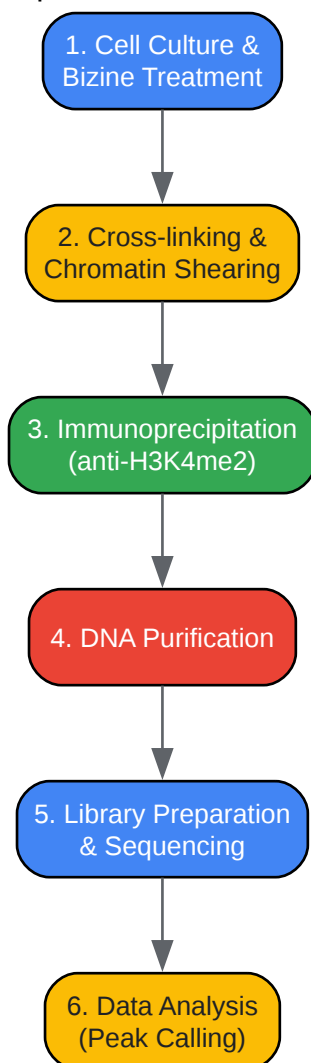 1. Cell Culture &
Bizine Treatment
2. Cross-linking &
Chromatin Shearing
3. Immunoprecipitation
(anti-H3K4me2)
4. DNA Purification
5. Library Preparation
& Sequencing
6. Data Analysis
(Peak Calling)